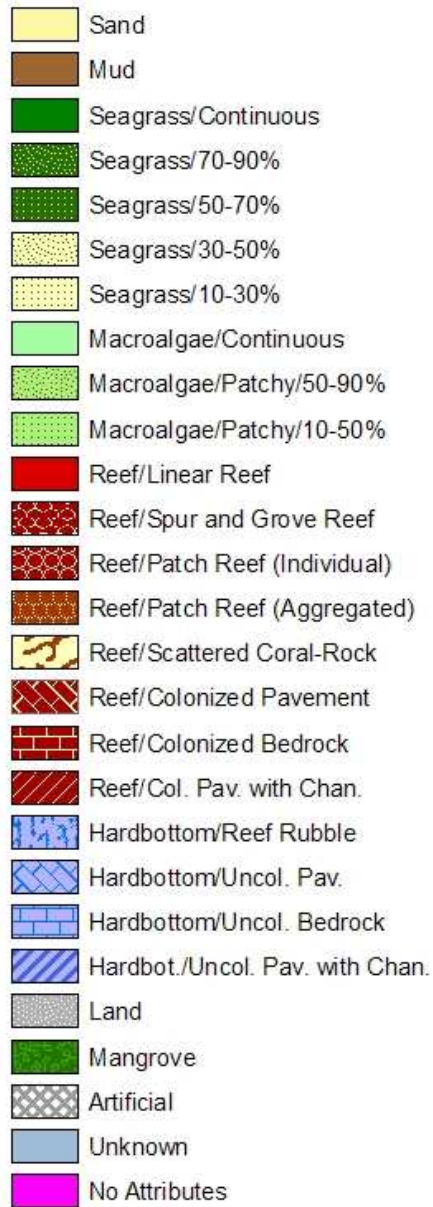 Sand
Mud
Seagrass/Continuous
Seagrass/70-90%
Seagrass/50-70%
Seagrass/30-50%
Seagrass/10-30%
Macroalgae/Continuous
Macroalgae/Patchy/50-90%
Macroalgae/Patchy/10-50%
Reef/Linear Reef
Reef/Spur and Grove Reef
Reef/Patch Reef (Individual)
Reef/Patch Reef (Aggregated)
Reef/Scattered Coral-Rock
Reef/Colonized Pavement
Reef/Colonized Bedrock
Reef/Col. Pav. with Chan.
Hardbottom/Reef Rubble
Hardbottom/Uncol. Pav.
Hardbottom/Uncol. Bedrock
Hardbot./Uncol. Pav. with Chan.
Land
Mangrove
Artificial
Unknown
No Attributes